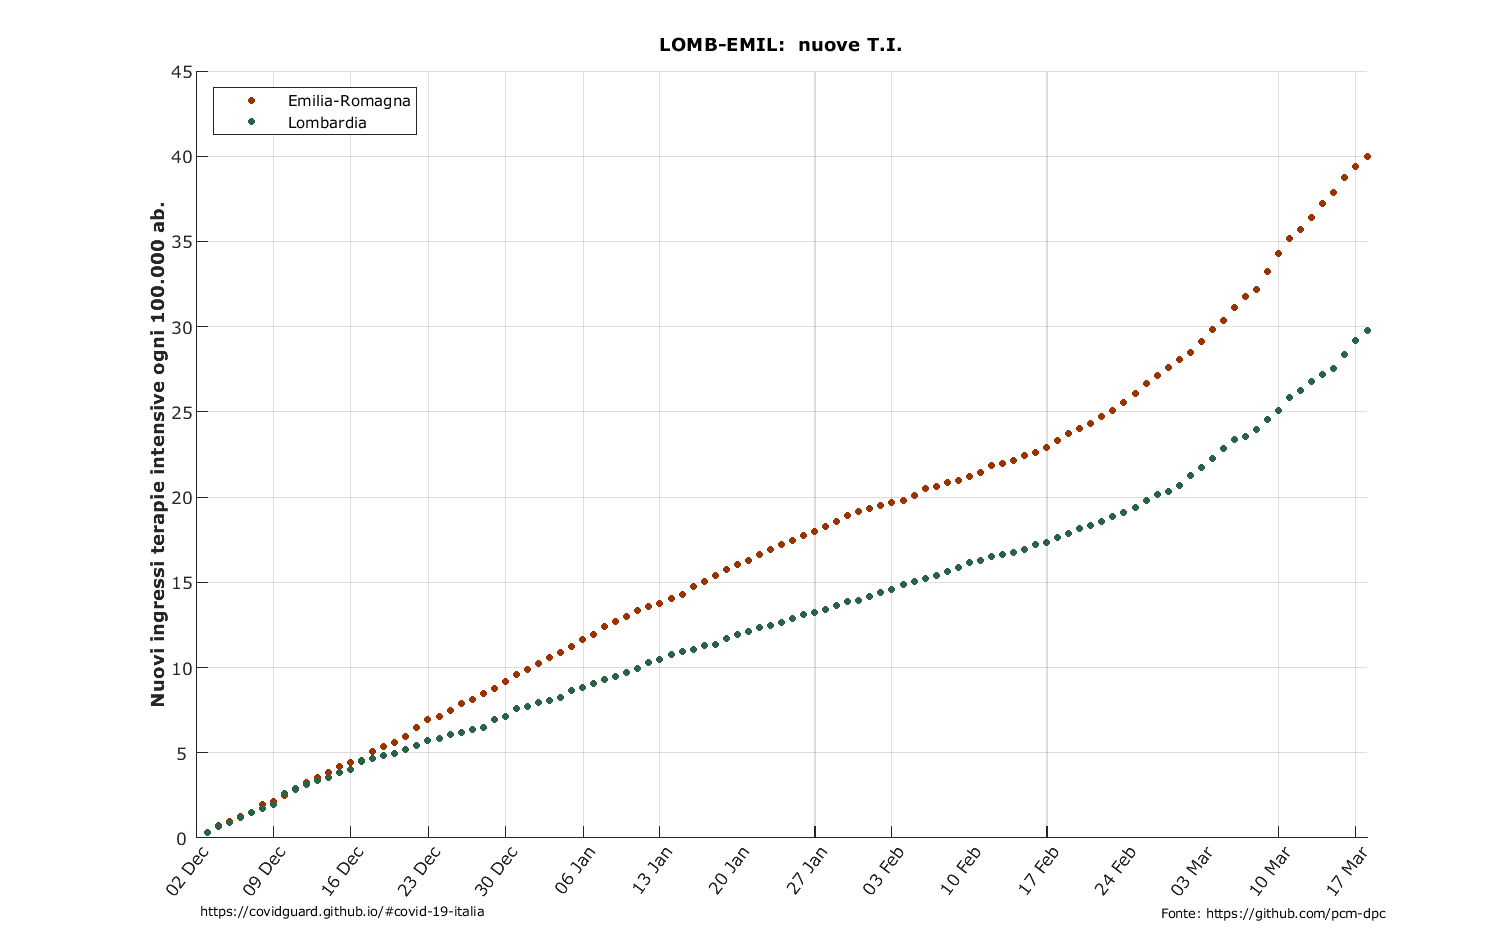 LOMB-EMIL:  nuove T.I.
Nuovi ingressi terapie intensive ogni 100.000 ab.
45
40
35
30
25
20
15
10
5
0
Emilia-Romagna
Lombardia
02 Dec
09 Dec
16 Dec
23 Dec
30 Dec
06 Jan
13 Jan
20 Jan
27 Jan
03 Feb
10 Feb
17 Feb
24 Feb
03 Mar
10 Mar
17 Mar
https://covidguard.github.io/#covid-19-italia
Fonte: https://github.com/pcm-dpc